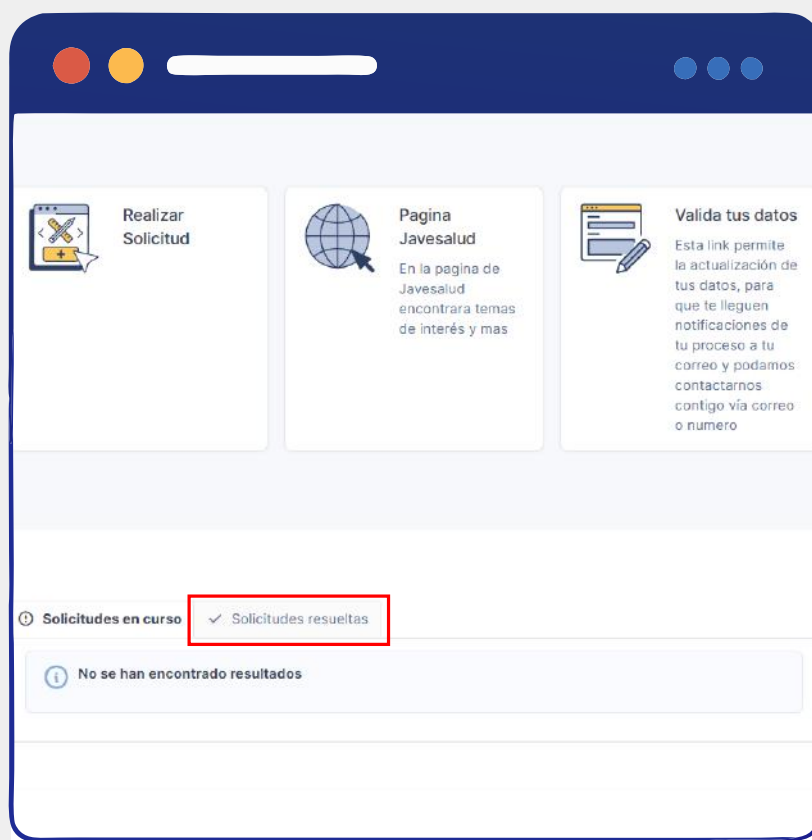 Realizar
Solicitud
Pagina
Javesalud
En la pagina de
Javesalud
encontrara temas
de interés y mas
Valida tus datos
Esta link permite
la actualización de
tus datos, para
que te lleguen
notificaciones de
tu proceso a tu
correo y podamos
contactarnos
contigo vía correo
o numero
Solicitudes en curso
Solicitudes resueltas
No se han encontrado resultados